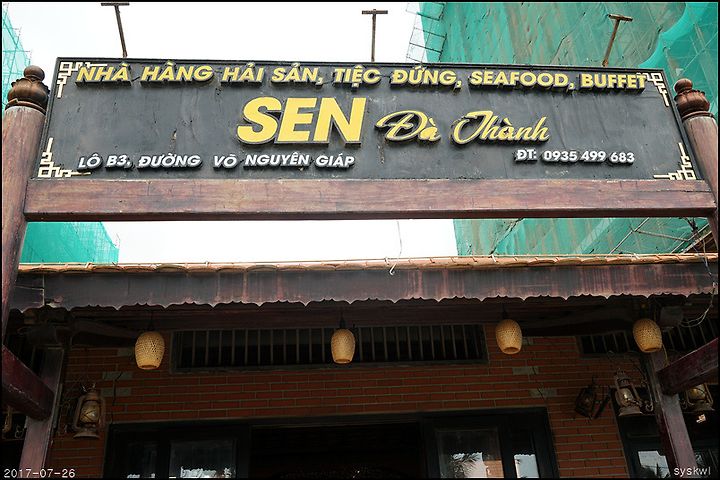 NHÀ HÀNG HẢI SẢN, TIỆC ĐỨNG, SEAFOOD, BUFFET
SEN Đà Thành
LÔ B3, ĐƯỜNG VÕ NGUYÊN GIÁP ĐT: 0935 499 683
2017-07-26 syskwl